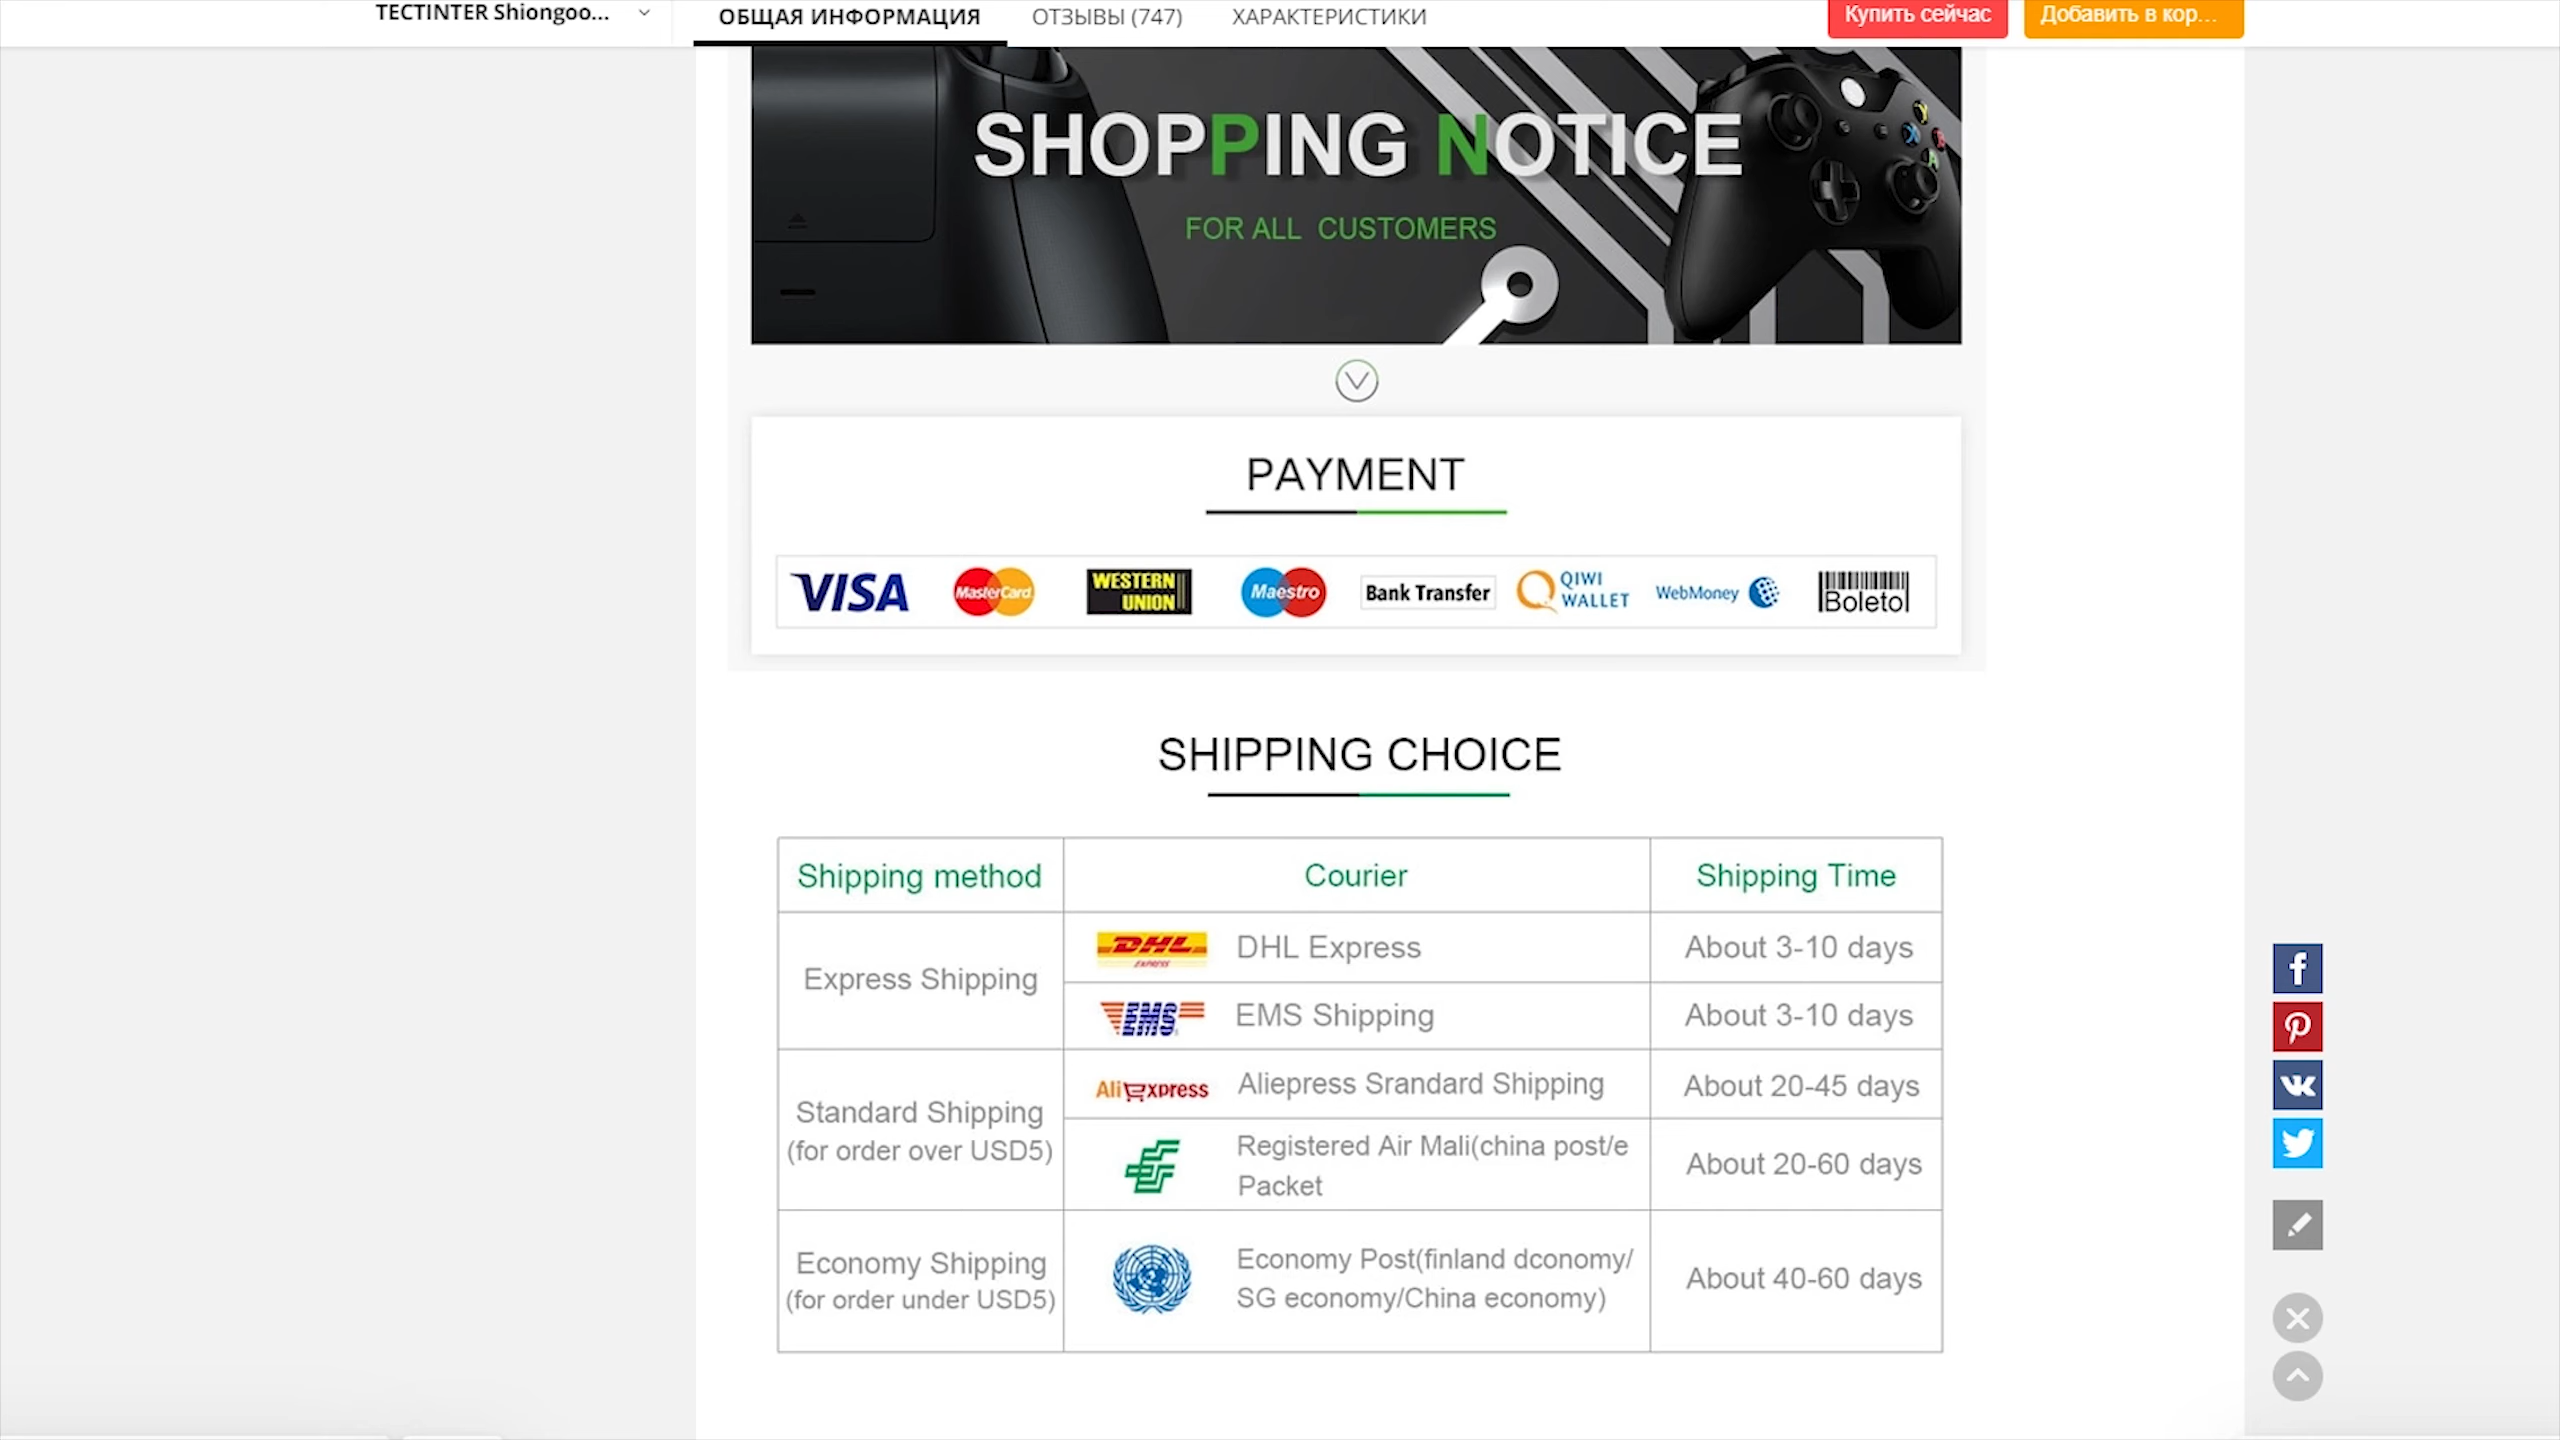 TECTINTER Shiongoo...
ОБЩАЯ ИНФОРМАЦИЯ
ОТЗЫВЫ (747)
ХАРАКТЕРИСТИКИ
Купить сейчас
Добавить в кор...
SHOPPING NOTICE
FOR ALL CUSTOMERS
PAYMENT
VISA
MasterCard
WESTERN
UNION
Maestro
Bank Transfer
QIWI
WALLET
WebMoney
Boleto
SHIPPING CHOICE
Shipping method
Courier
Shipping Time
Express Shipping
DHL
EXPRESS
DHL Express
About 3-10 days
EMS
EMS Shipping
About 3-10 days
Standard Shipping
(for order over USD5)
AliExpress
Aliepress Srandard Shipping
About 20-45 days
Registered Air Mali(china post/e
Packet
About 20-60 days
Economy Shipping
(for order under USD5)
Economy Post(finland dconomy/
SG economy/China economy)
About 40-60 days